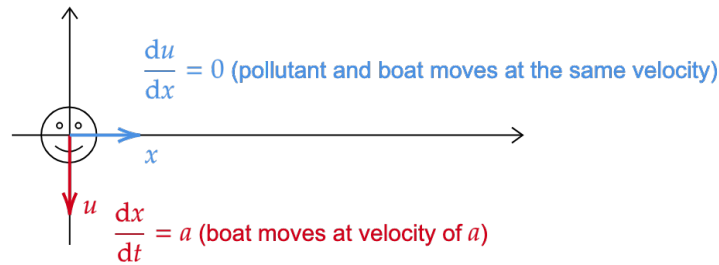 du/dx = 0 (pollutant and boat moves at the same velocity)
x
u
dx/dt = a (boat moves at velocity of a)